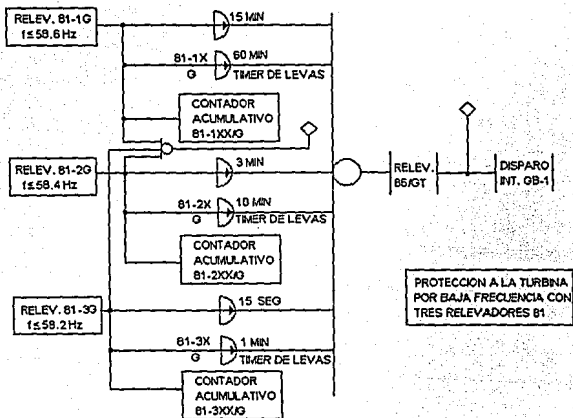 RELEV. 81-1G
f≤58.6 Hz
15 MIN
81-1X
G
60 MIN
TIMER DE LEVAS
CONTADOR
ACUMULATIVO
81-1XX/G
RELEV. 81-2G
f≤58.4 Hz
3 MIN
81-2X
G
10 MIN
TIMER DE LEVAS
CONTADOR
ACUMULATIVO
81-2XX/G
RELEV. 81-3G
f≤58.2 Hz
15 SEG
81-3X
G
1 MIN
TIMER DE LEVAS
CONTADOR
ACUMULATIVO
81-3XX/G
RELEV.
86/GT
DISPARO
INT. GB-1
PROTECCION A LA TURBINA
POR BAJA FRECUENCIA CON
TRES RELEVADORES 81